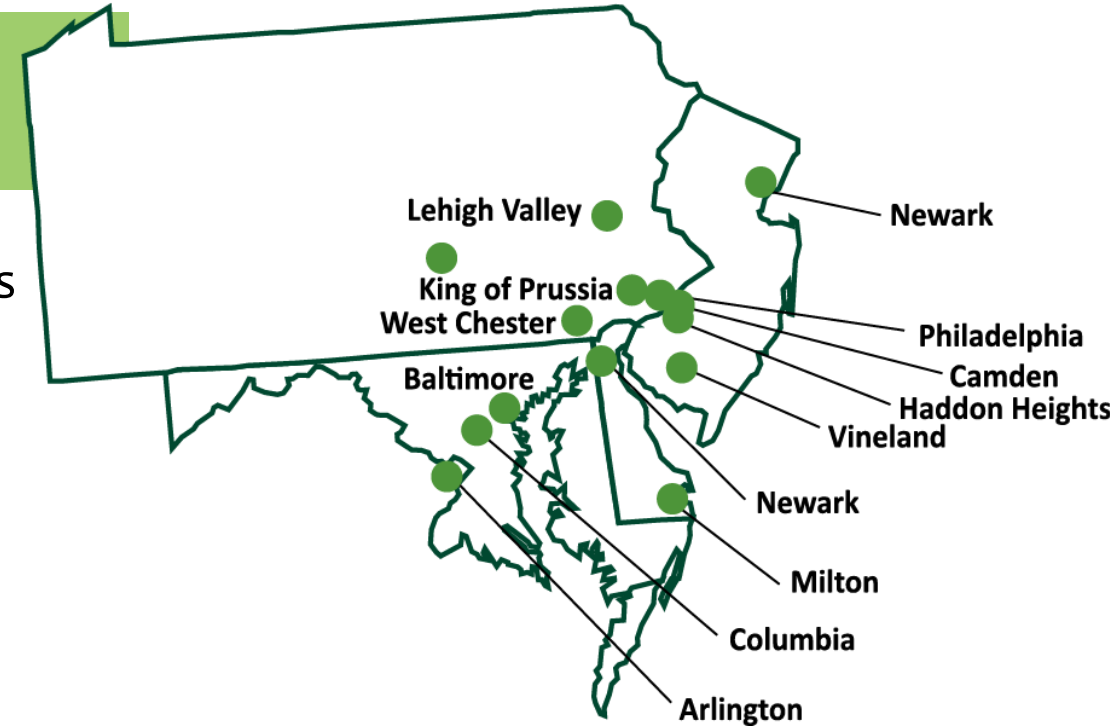 Lehigh Valley
Newark
s
King of Prussia
West Chester
Philadelphia
Camden
Baltimore
Haddon Heights
Vineland
Newark
Milton
Columbia
Arlington